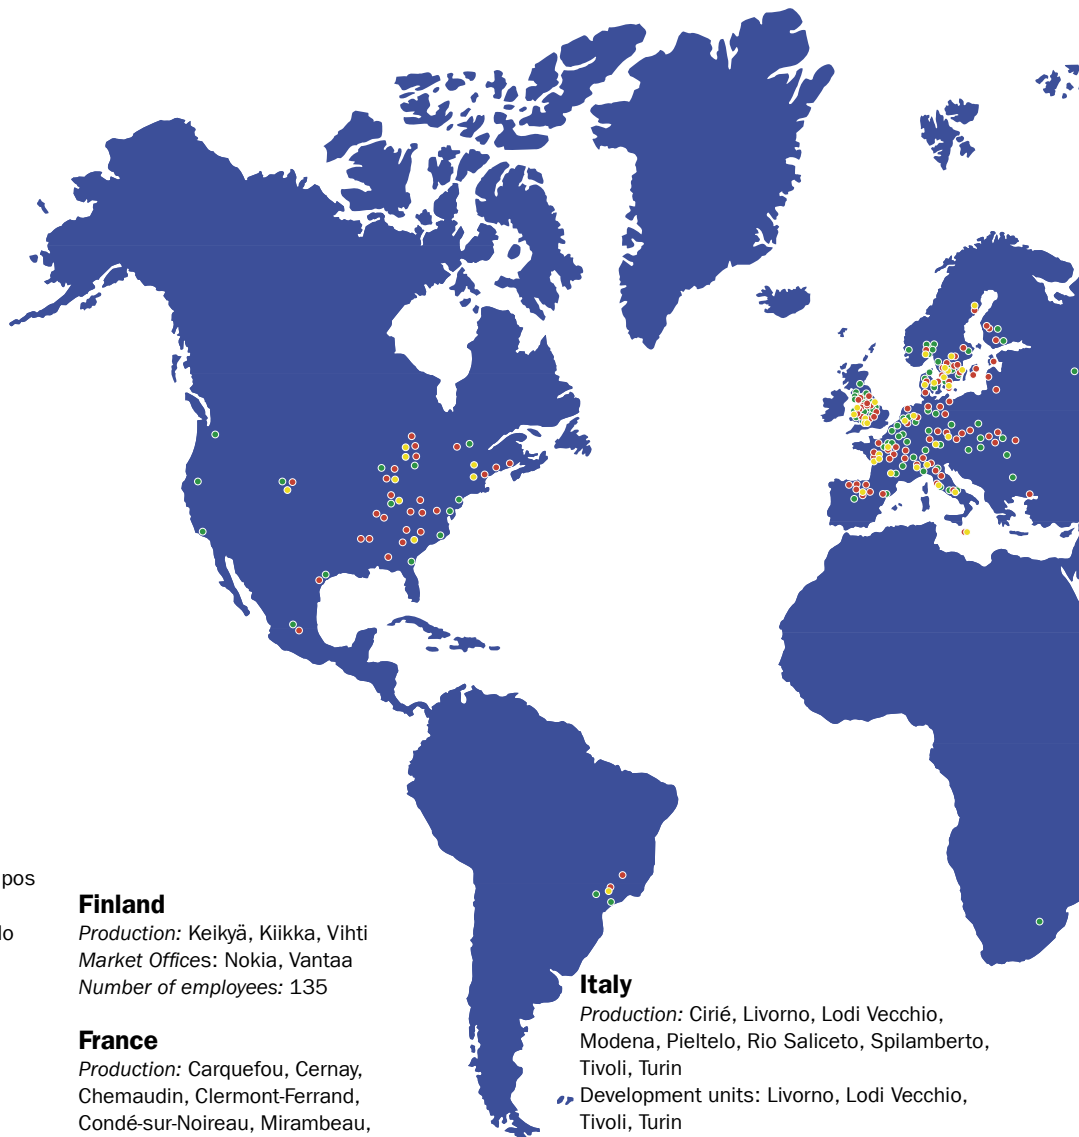 pos
lo
Finland
Production: Keikyä, Kiikka, Vihti
Market Offices: Nokia, Vantaa
Number of employees: 135
France
Production: Carquefou, Cernay,
Chemaudin, Clermont-Ferrand,
Condé-sur-Noireau, Mirambeau,
Italy
Production: Cirié, Livorno, Lodi Vecchio,
Modena, Pieltelo, Rio Saliceto, Spilamberto,
Tivoli, Turin
Development units: Livorno, Lodi Vecchio,
Tivoli, Turin